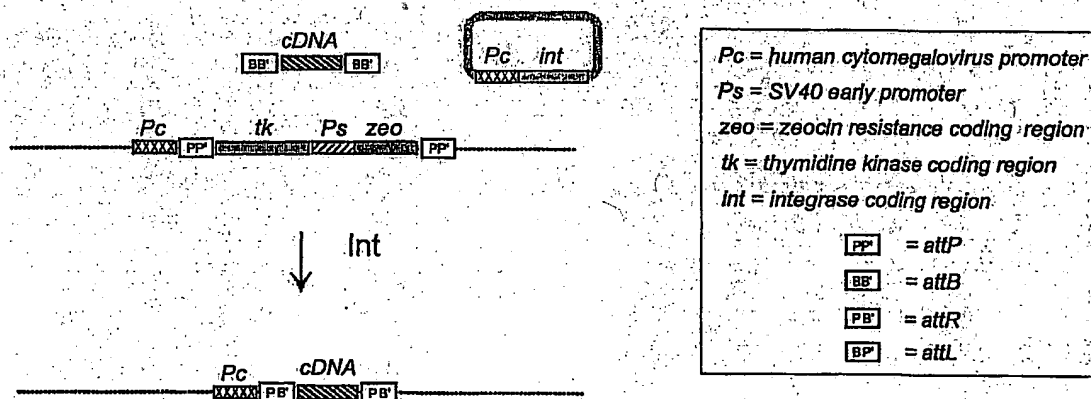 cDNA
BB' BB'
Pc int
Pc tk Ps zeo
PP' PP'
Int
Pc cDNA
PB' PB'
Pc = human cytomegalovirus promoter
Ps = SV40 early promoter
zeo = zeocin resistance coding region
tk = thymidine kinase coding region
Int = integrase coding region
PP' = attP
BB' = attB
PB' = attR
BP' = attL